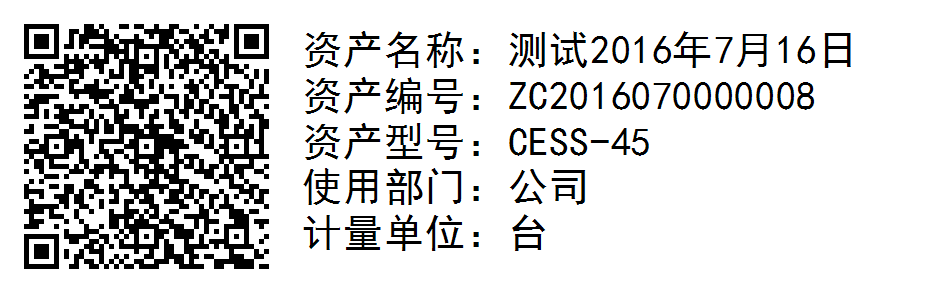 资产名称：测试2016年7月16日
资产编号：ZC2016070000008
资产型号：CESS-45
使用部门：公司
计量单位：台